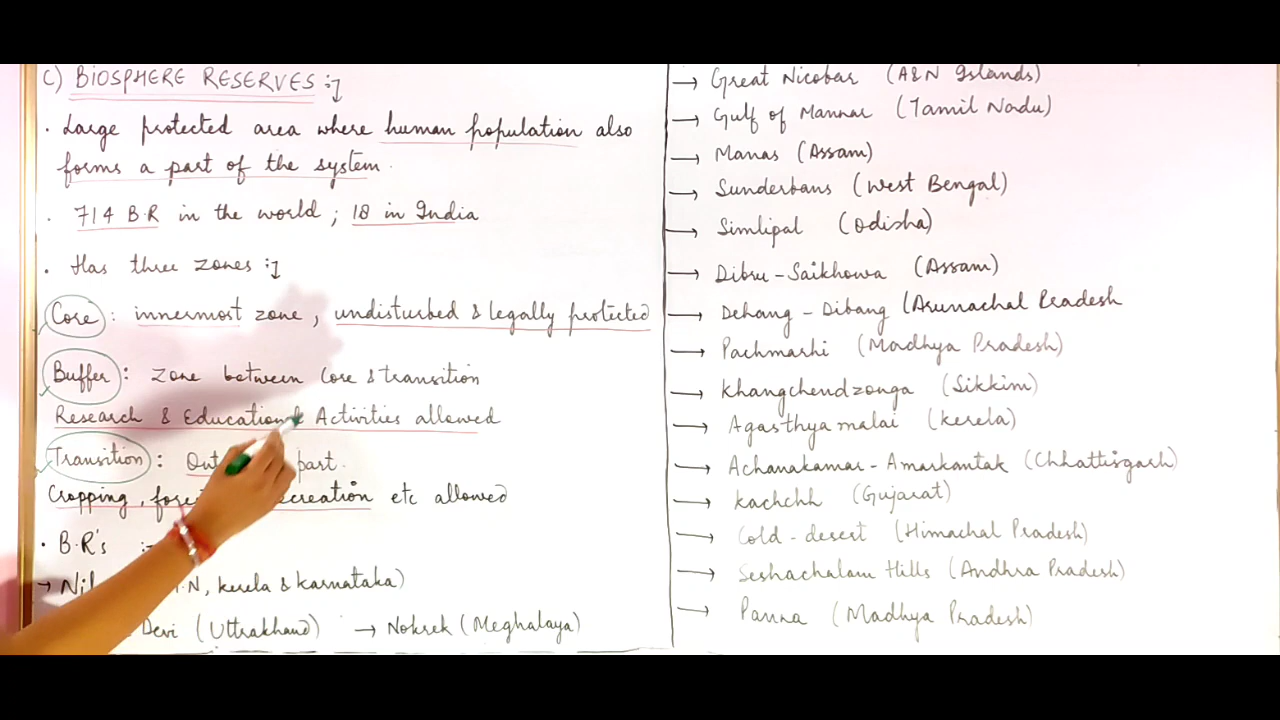 C) BIOSPHERE RESERVES :-
. Large protected area where human population also
forms a part of the system.
. 714 B.R in the world ; 18 in India
. Has three zones :-
Core : innermost zone , undisturbed & legally protected
Buffer : zone between core & transition
Research & Educational Activities allowed
Transition : part.
Cropping , recreation etc allowed
. B.R's :-
→ N, kerela & karnataka)
Devi (Uttrakhand) → Nokrek (Meghalaya)
→ Great Nicobar (A&N Islands)
→ Gulf of Mannar (Tamil Nadu)
→ Manas (Assam)
→ Sunderbans (West Bengal)
→ Simlipal (Odisha)
→ Dibru-Saikhowa (Assam)
→ Dehang - Dibang (Arunachal Pradesh
→ Pachmarhi (Madhya Pradesh)
→ Khangchendzonga (Sikkim)
→ Agasthyamalai (kerela)
→ Achanakamar-Amarkantak (Chhattisgarh)
→ kachchh (Gujarat)
→ Cold-desert (Himachal Pradesh)
→ Seshachalam Hills (Andhra Pradesh)
→ Panna (Madhya Pradesh)